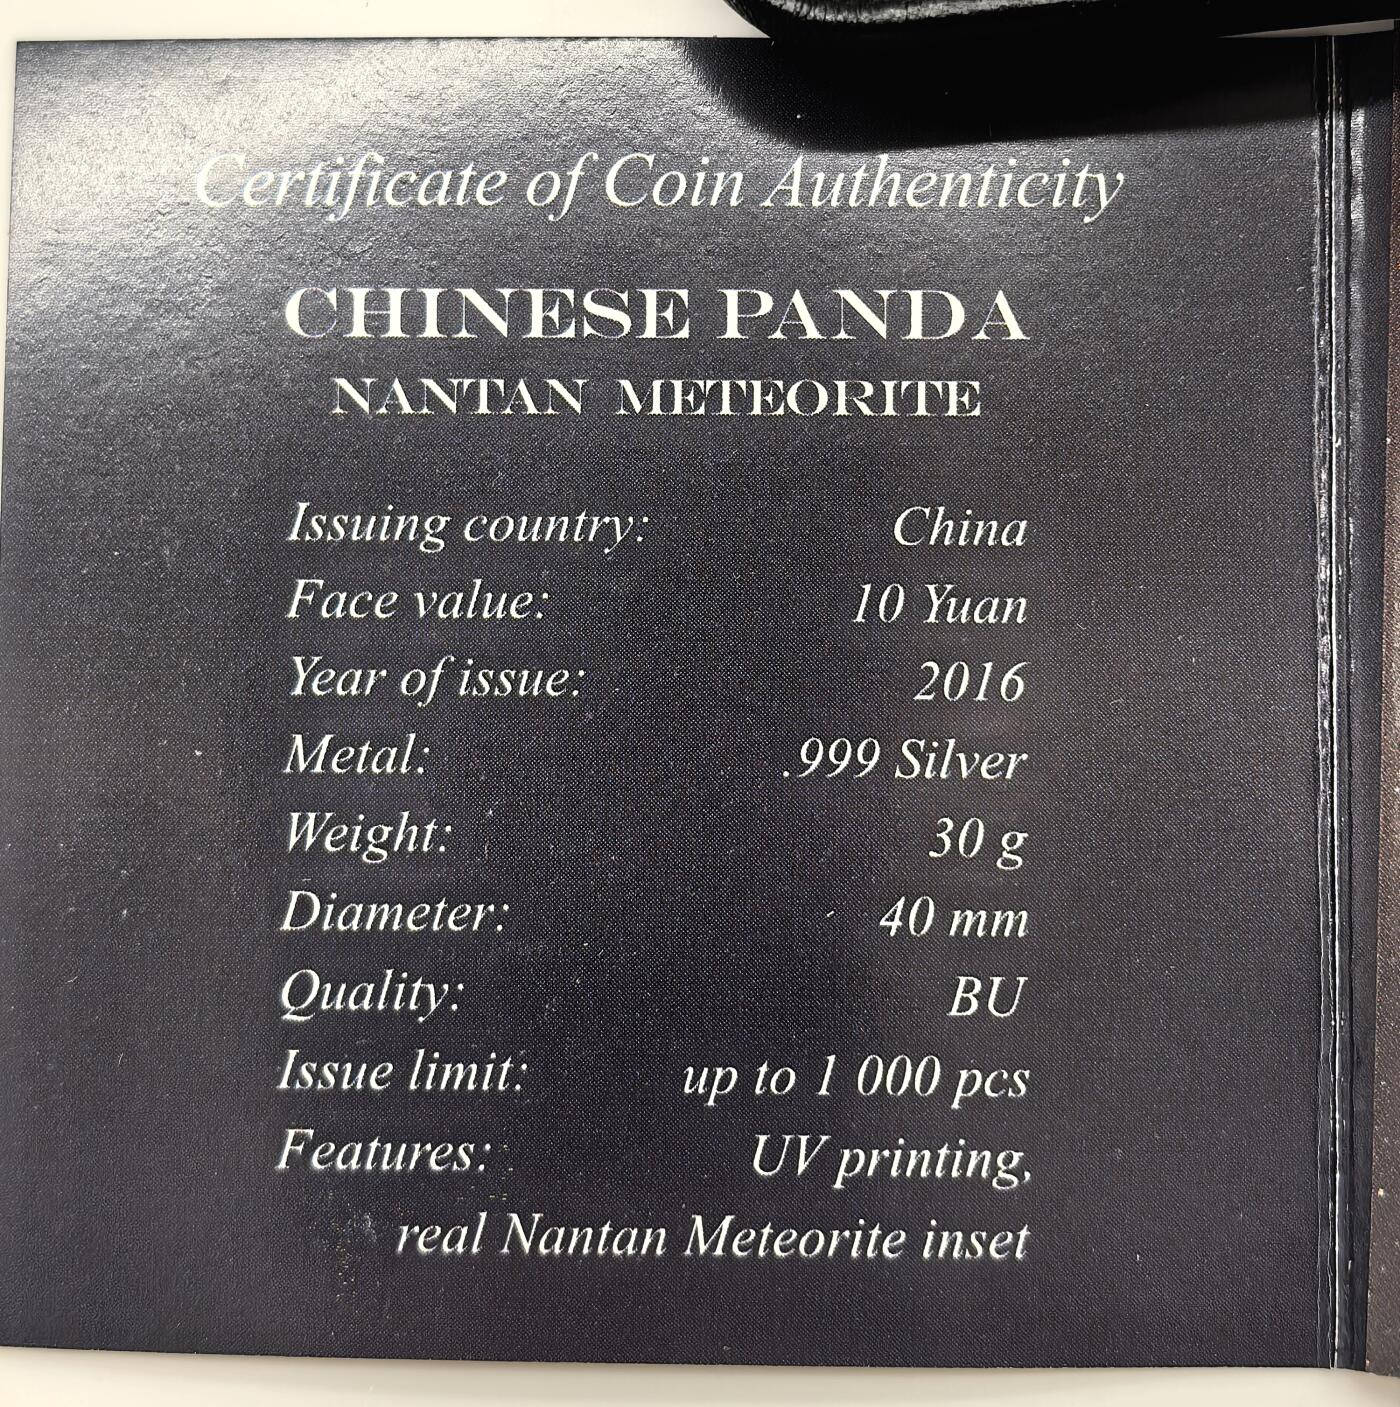 Certificate of Coin Authenticity
CHINESE PANDA
NANTAN METEORITE
Issuing country: China
Face value: 10 Yuan
Year of issue: 2016
Metal: .999 Silver
Weight: 30 g
Diameter: 40 mm
Quality: BU
Issue limit: up to 1 000 pcs
Features: UV printing,
real Nantan Meteorite inset